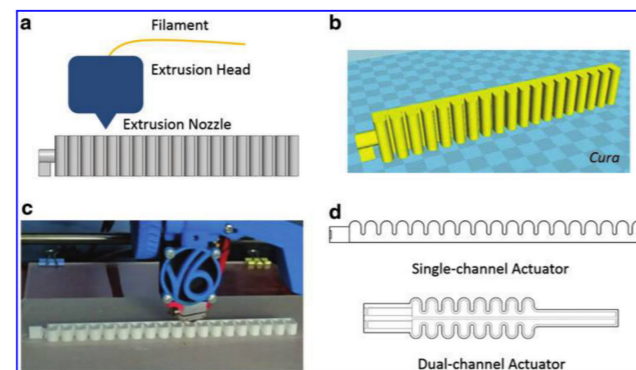 a
Filament
Extrusion Head
Extrusion Nozzle
b
Cura
c
d
Single-channel Actuator
Dual-channel Actuator